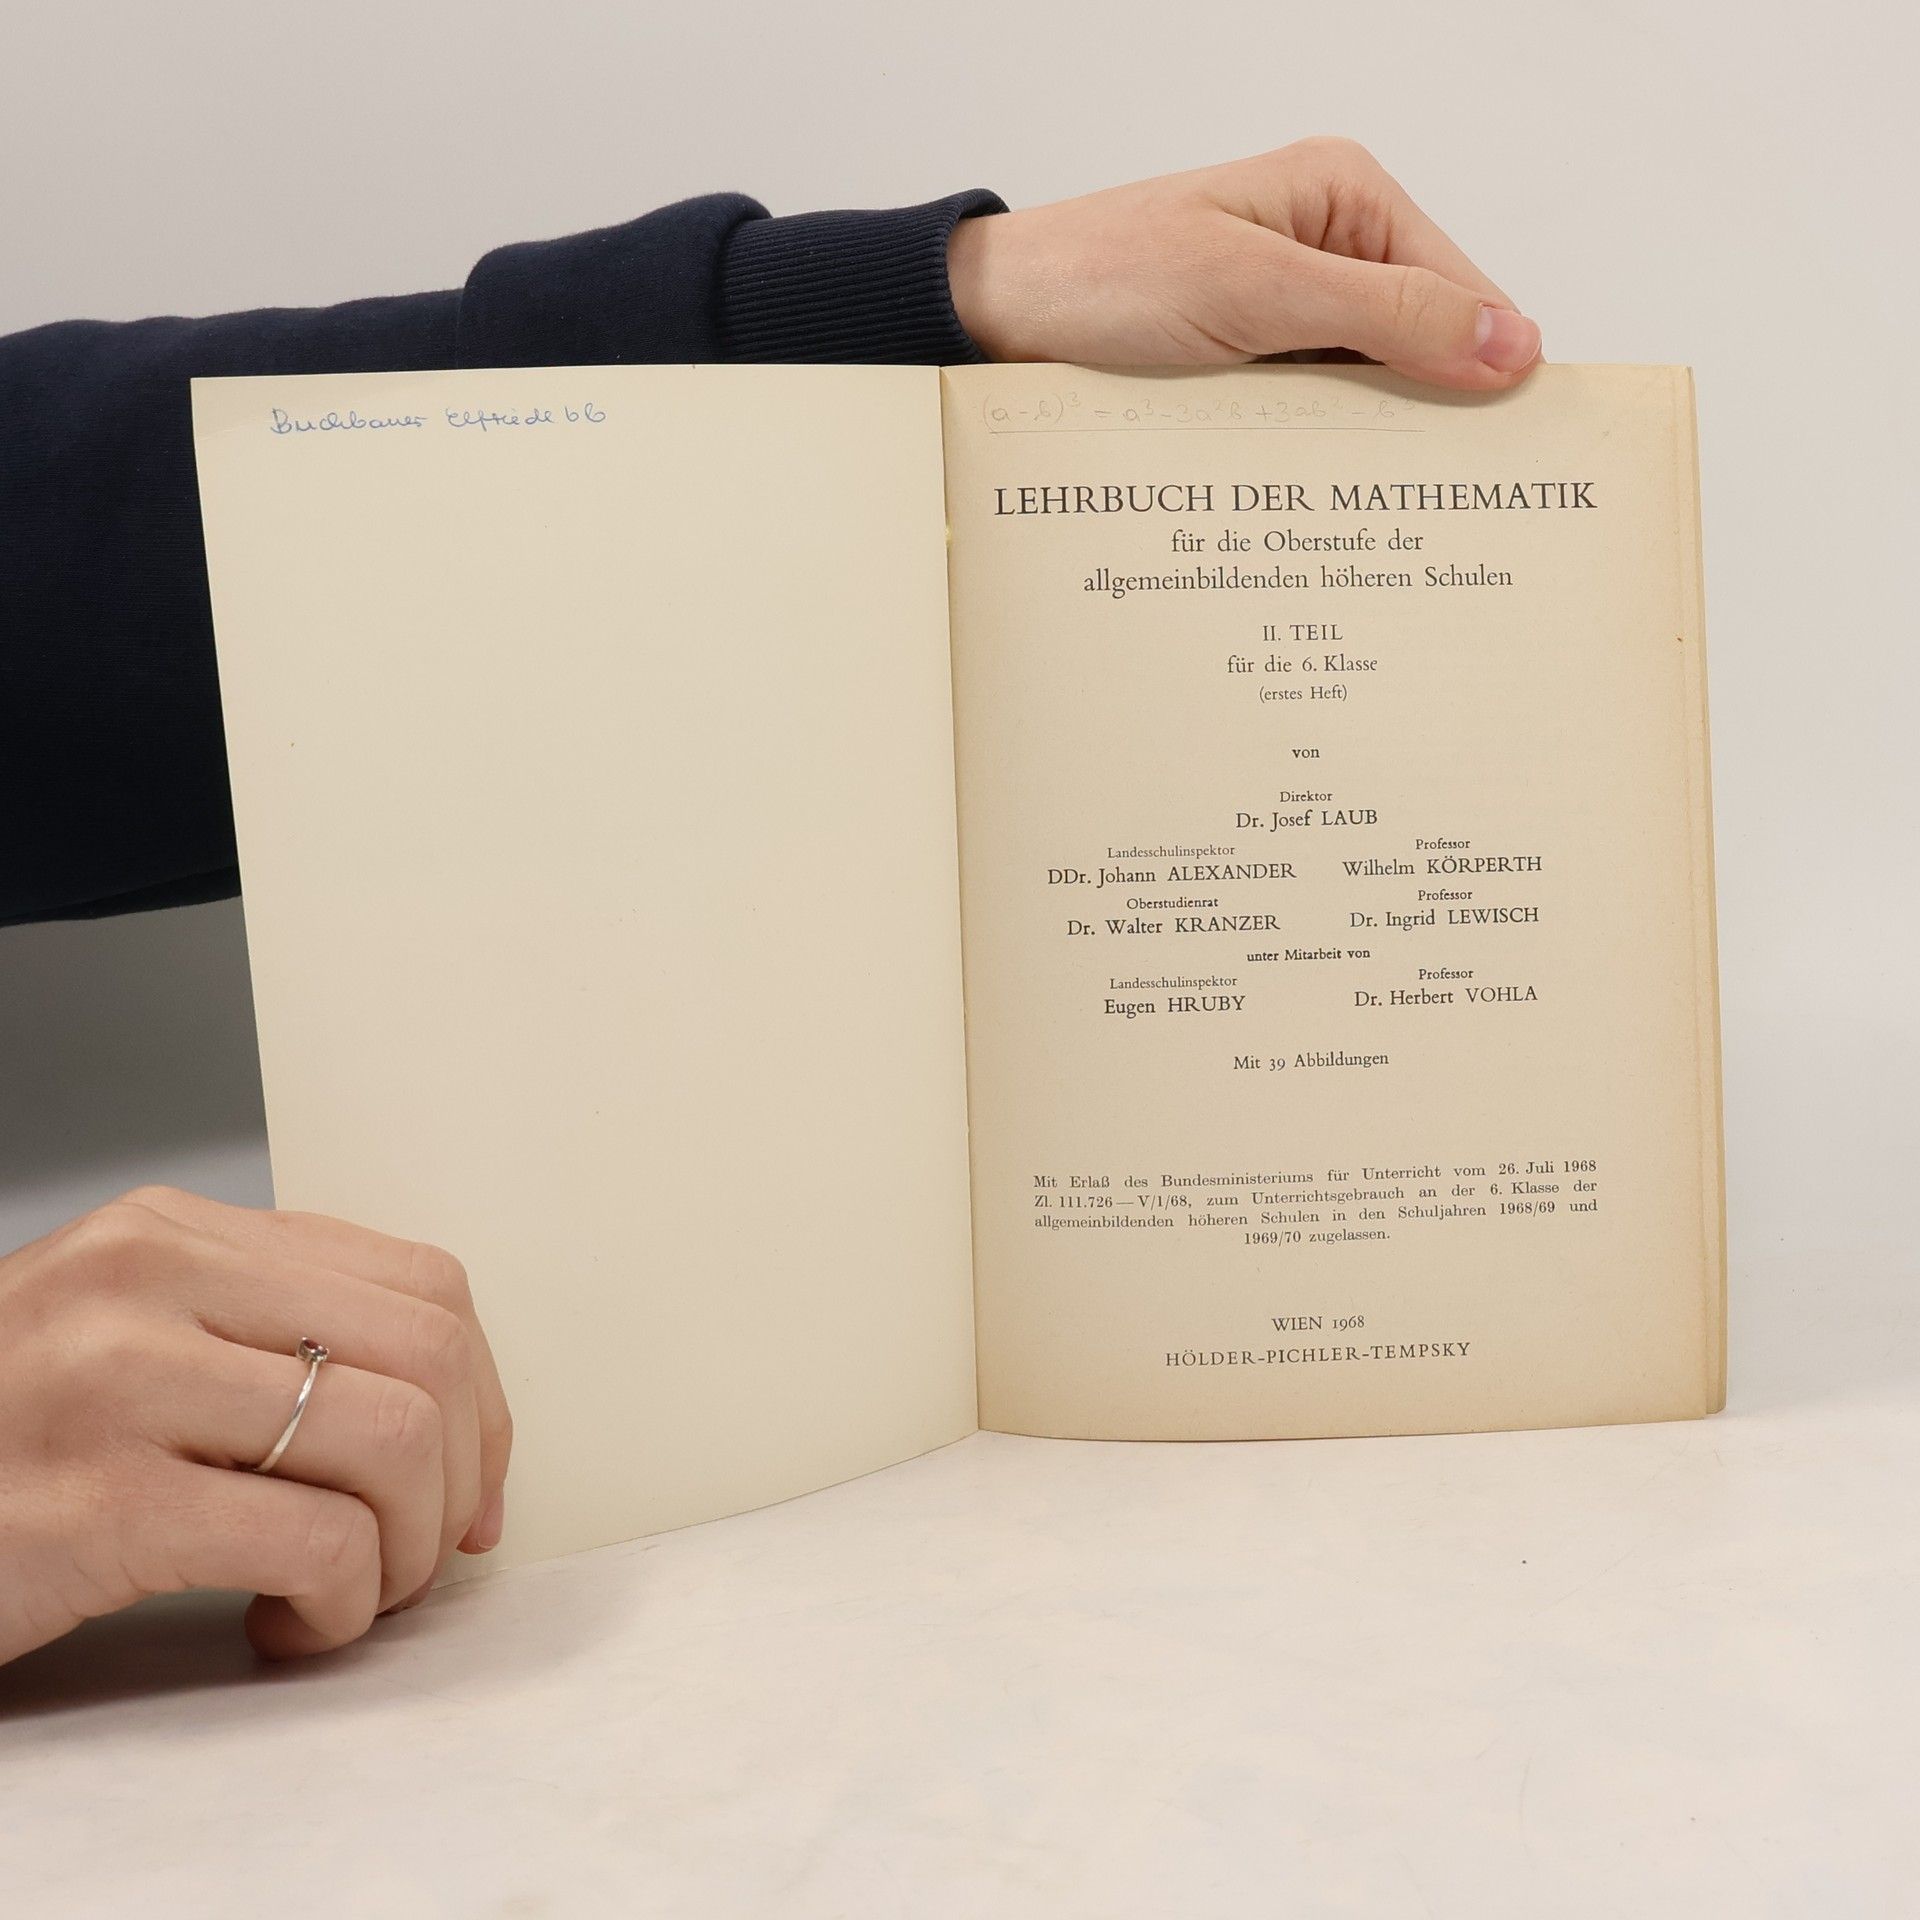 Buchbauer Elfriede 6b
(a-b)³ = a³-3a²b+3ab²-b³
LEHRBUCH DER MATHEMATIK
für die Oberstufe der
allgemeinbildenden höheren Schulen
II. TEIL
für die 6. Klasse
(erstes Heft)
von
Direktor
Dr. Josef LAUB
Landesschulinspektor Professor
DDr. Johann ALEXANDER Wilhelm KÖRPERTH
Oberstudienrat Professor
Dr. Walter KRANZER Dr. Ingrid LEWISCH
unter Mitarbeit von
Landesschulinspektor Professor
Eugen HRUBY Dr. Herbert VOHLA
Mit 39 Abbildungen
Mit Erlaß des Bundesministeriums für Unterricht vom 26. Juli 1968
Zl. 111.726 — V/1/68, zum Unterrichtsgebrauch an der 6. Klasse der
allgemeinbildenden höheren Schulen in den Schuljahren 1968/69 und
1969/70 zugelassen.
WIEN 1968
HÖLDER-PICHLER-TEMPSKY